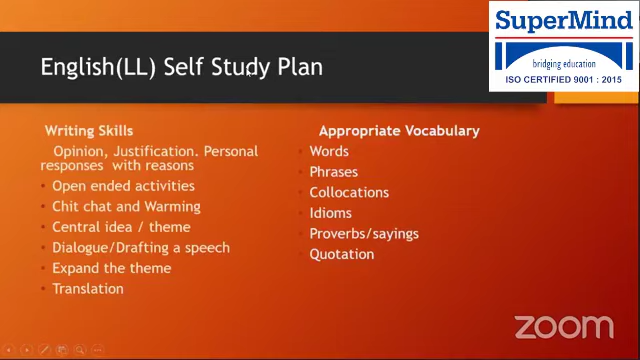 SuperMind
bridging education
ISO CERTIFIED 9001 : 2015
English(LL) Self Study Plan
Writing Skills
Opinion, Justification. Personal
responses with reasons
• Open ended activities
• Chit chat and Warming
• Central idea / theme
• Dialogue/Drafting a speech
• Expand the theme
• Translation
Appropriate Vocabulary
• Words
• Phrases
• Collocations
• Idioms
• Proverbs/sayings
• Quotation
zoom